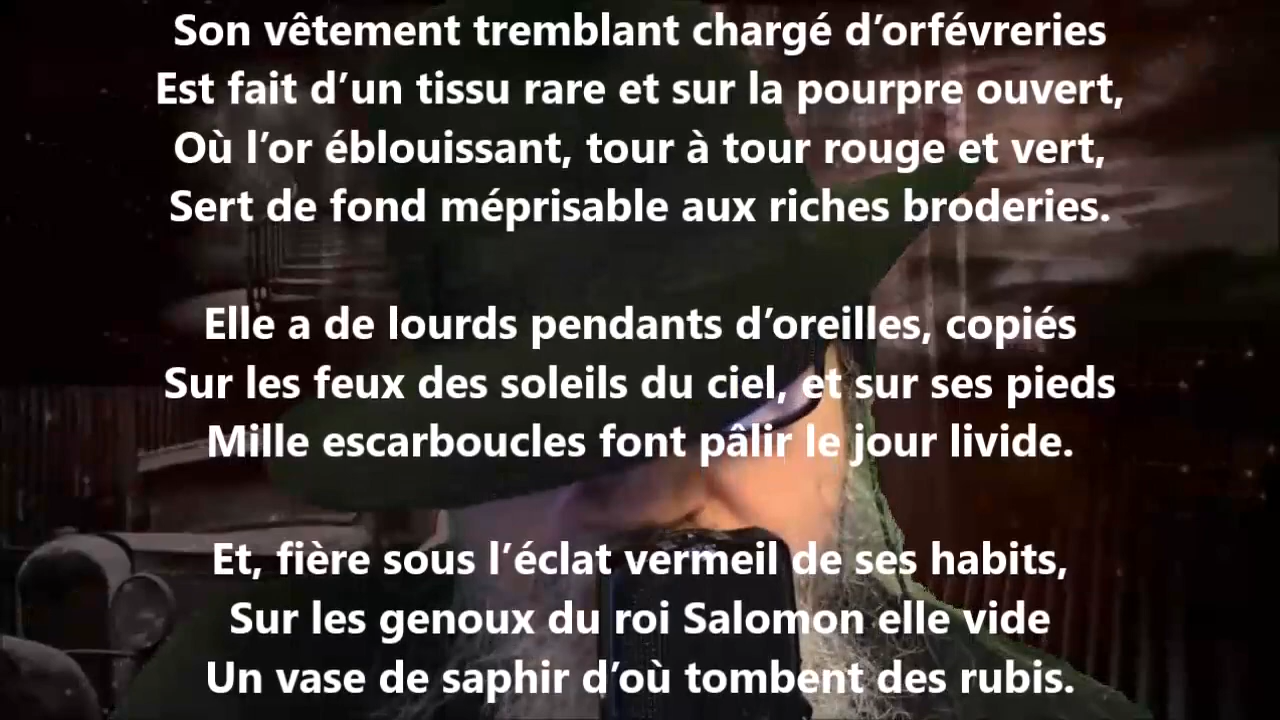 Son vêtement tremblant chargé d’orfévreries
Est fait d’un tissu rare et sur la pourpre ouvert,
Où l’or éblouissant, tour à tour rouge et vert,
Sert de fond méprisable aux riches broderies.
Elle a de lourds pendants d’oreilles, copiés
Sur les feux des soleils du ciel, et sur ses pieds
Mille escarboucles font pâlir le jour livide.
Et, fière sous l’éclat vermeil de ses habits,
Sur les genoux du roi Salomon elle vide
Un vase de saphir d’où tombent des rubis.